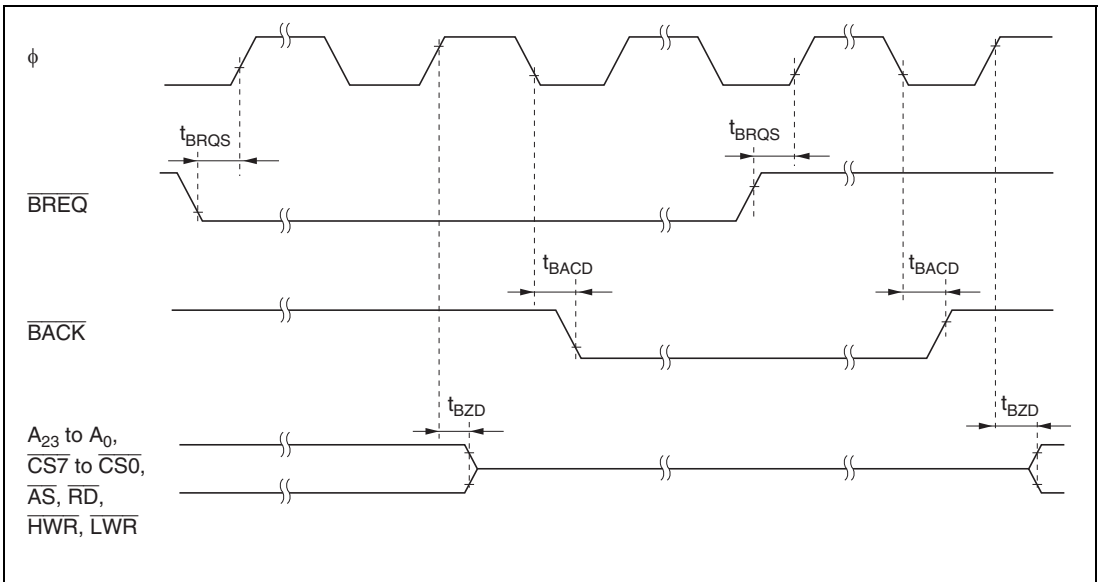 ϕ
tBRQS
tBRQS
BREQ
tBACD
tBACD
BACK
tBZD
tBZD
A23 to A0,
CS7 to CS0,
AS, RD,
HWR, LWR